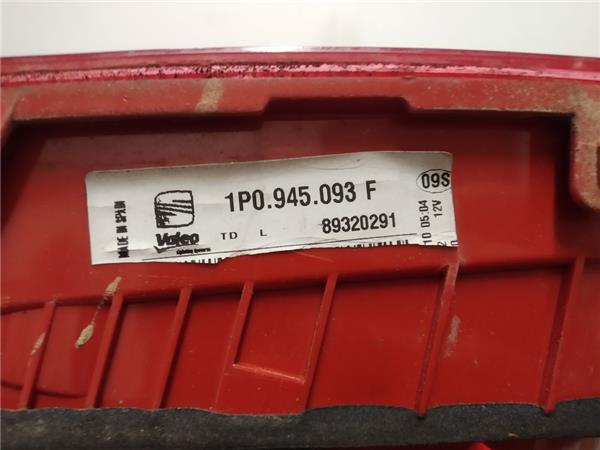 MADE IN SPAIN
Valeo
1P0.945.093 F
TD L 89320291
09S
10 05:04
12V